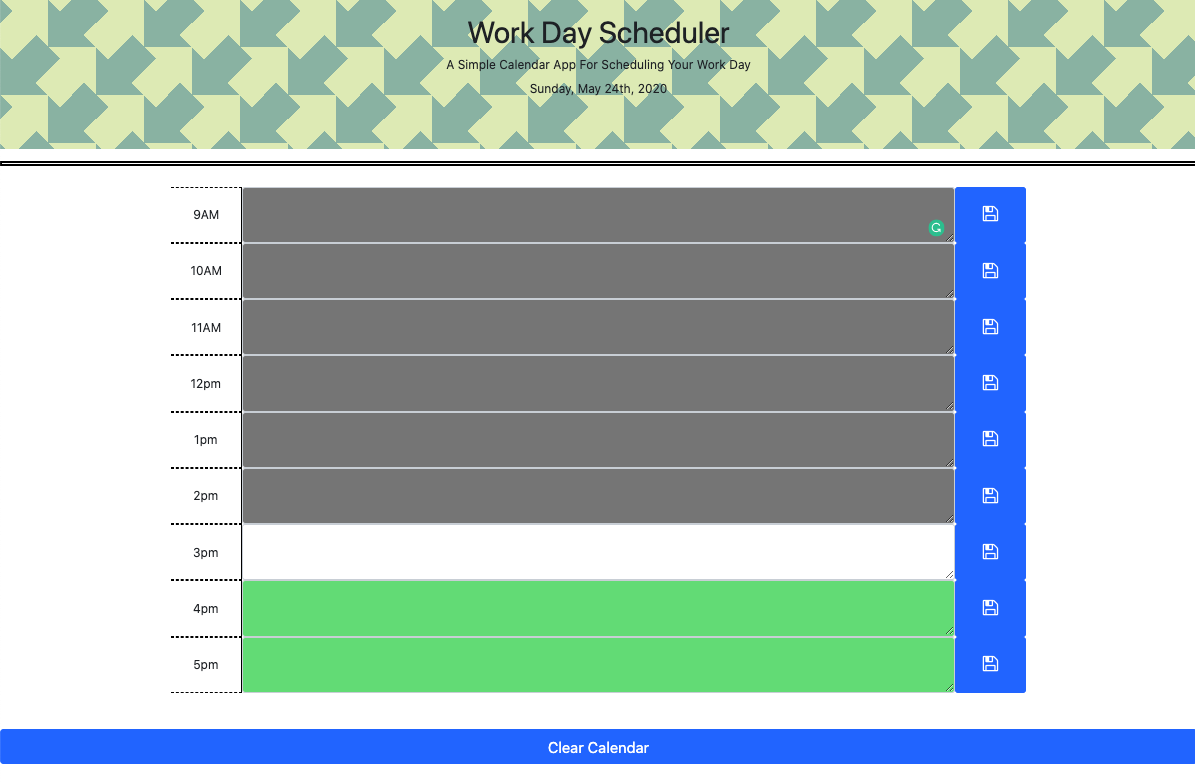 Work Day Scheduler
A Simple Calendar App For Scheduling Your Work Day
Sunday, May 24th, 2020
9AM
10AM
11AM
12pm
1pm
2pm
3pm
4pm
5pm
Clear Calendar